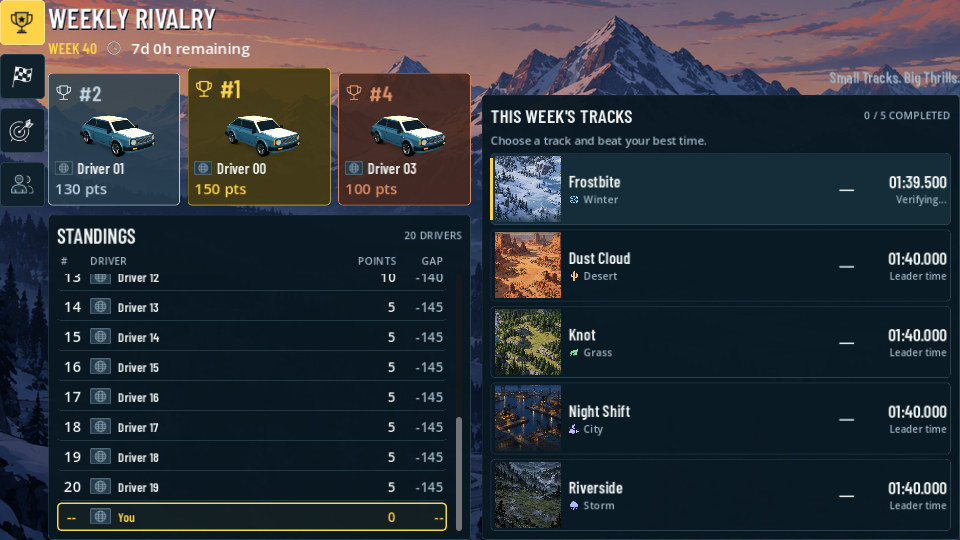 WEEKLY RIVALRY
WEEK 40 7d 0h remaining
Small Tracks. Big Thrills.
#2
Driver 01
130 pts
#1
Driver 00
150 pts
#4
Driver 03
100 pts
STANDINGS 20 DRIVERS
# DRIVER POINTS GAP
13 Driver 12 10 -140
14 Driver 13 5 -145
15 Driver 14 5 -145
16 Driver 15 5 -145
17 Driver 16 5 -145
18 Driver 17 5 -145
19 Driver 18 5 -145
20 Driver 19 5 -145
-- You 0 --
THIS WEEK'S TRACKS 0 / 5 COMPLETED
Choose a track and beat your best time.
Frostbite — 01:39.500
Winter Verifying...
Dust Cloud — 01:40.000
Desert Leader time
Knot — 01:40.000
Grass Leader time
Night Shift — 01:40.000
City Leader time
Riverside — 01:40.000
Storm Leader time